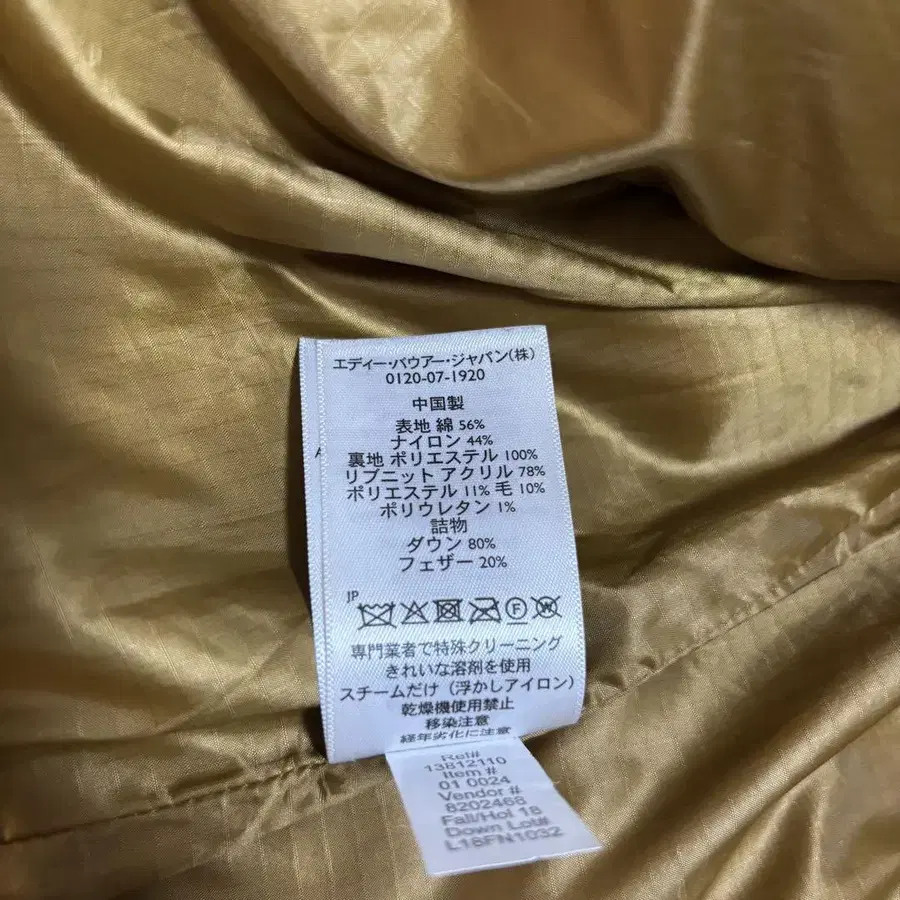 エディー・バウアー・ジャパン(株)
0120-07-1920
中国製
表地 綿 56%
ナイロン 44%
裏地 ポリエステル 100%
リブニット アクリル 78%
ポリエステル 11% 毛 10%
ポリウレタン 1%
詰物
ダウン 80%
フェザー 20%
JP
F W
専門業者で特殊クリーニング
きれいな溶剤を使用
スチームだけ (浮かしアイロン)
乾燥機使用禁止
移染注意
経年劣化に注意
Ref#
13812110
Item #
01 0024
Vendor #
8202468
Fall/Hol 18
Down Lot#
L18FN1032